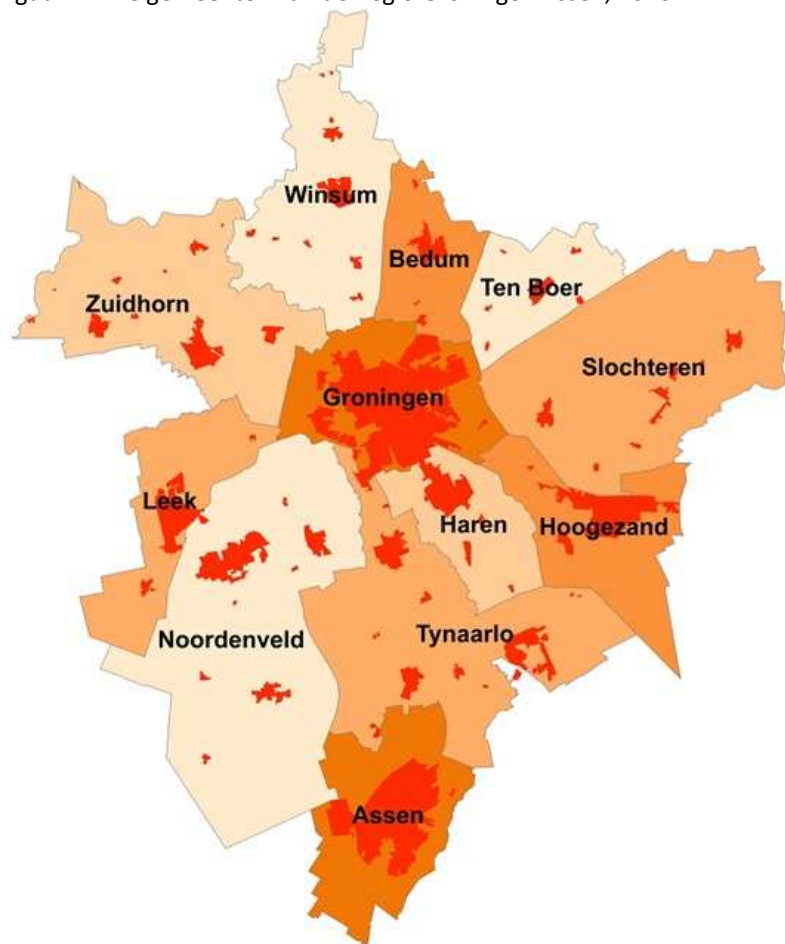 Winsum
Bedum
Ten Boer
Zuidhorn
Slochteren
Groningen
Leek
Haren
Hoogezand
Noordenveld
Tynaarlo
Assen